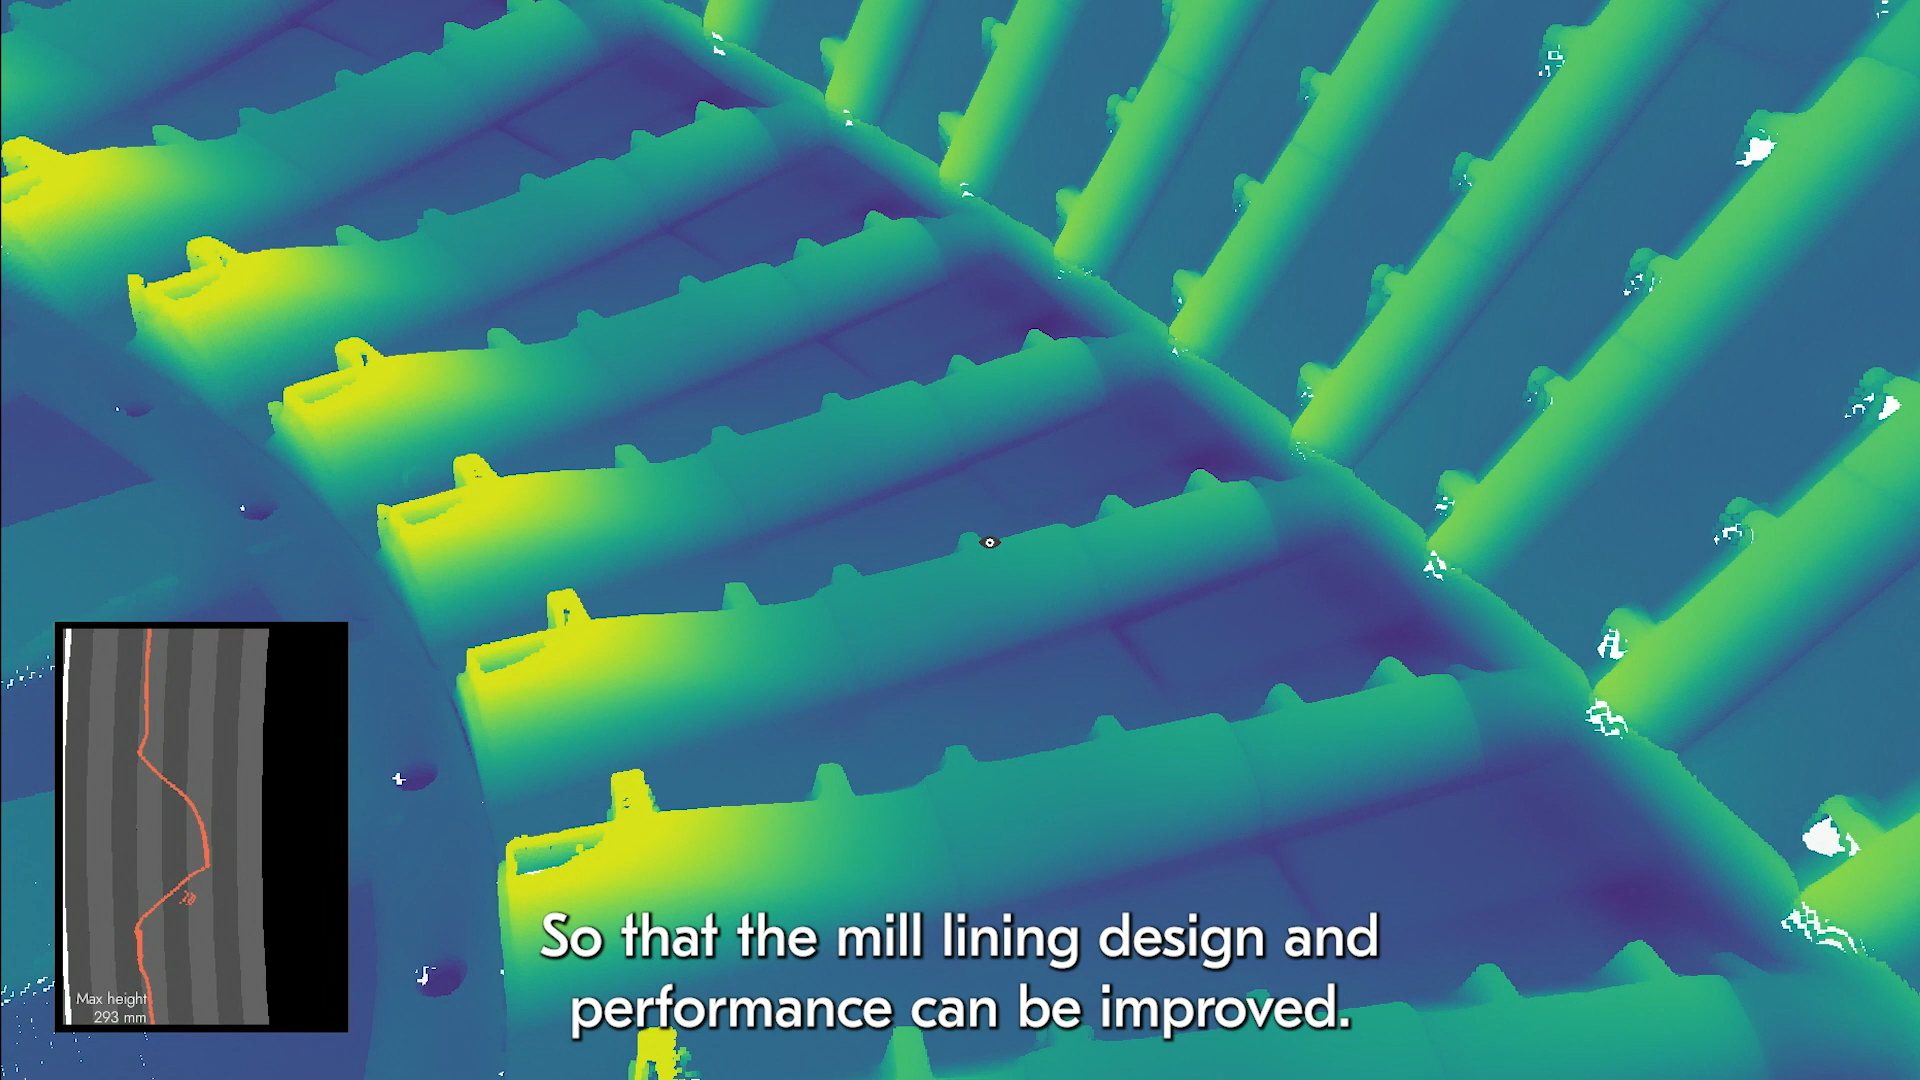 Max height
293 mm
So that the mill lining design and
performance can be improved.